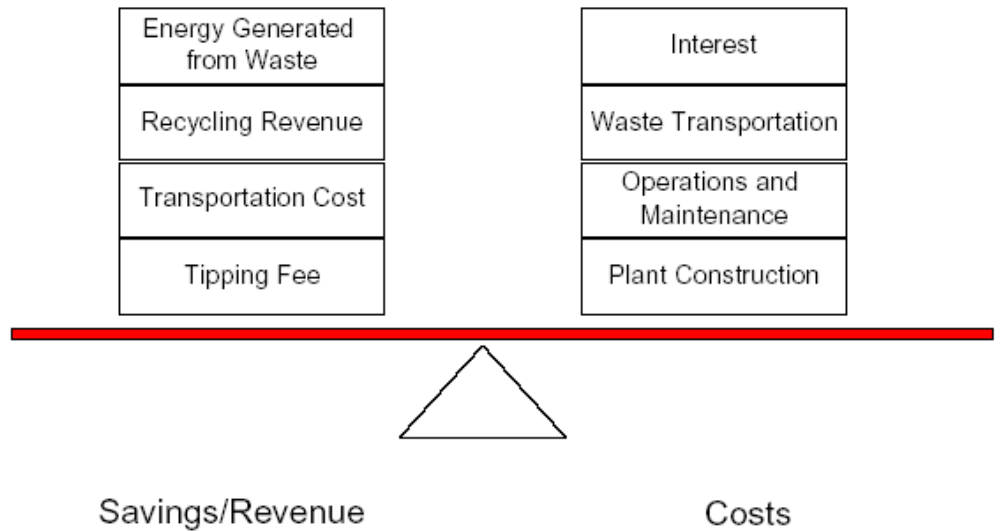 Energy Generated
from Waste
Recycling Revenue
Transportation Cost
Tipping Fee
Interest
Waste Transportation
Operations and
Maintenance
Plant Construction
Savings/Revenue
Costs